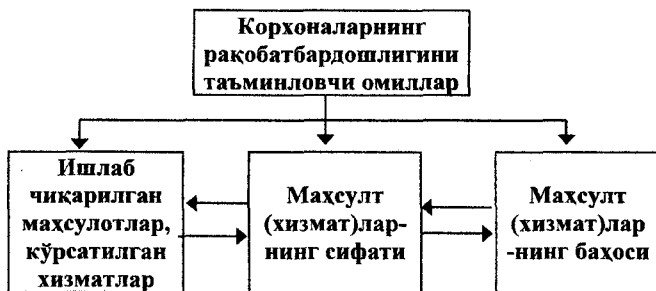 Корхоналарнинг
рақобатбардошлигини
таъминловчи омиллар
Ишлаб
чиқарилган
маҳсулотлар,
кўрсатилган
хизматлар
Маҳсулт
(хизмат)лар-
нинг сифати
Маҳсулт
(хизмат)лар
-нинг баҳоси